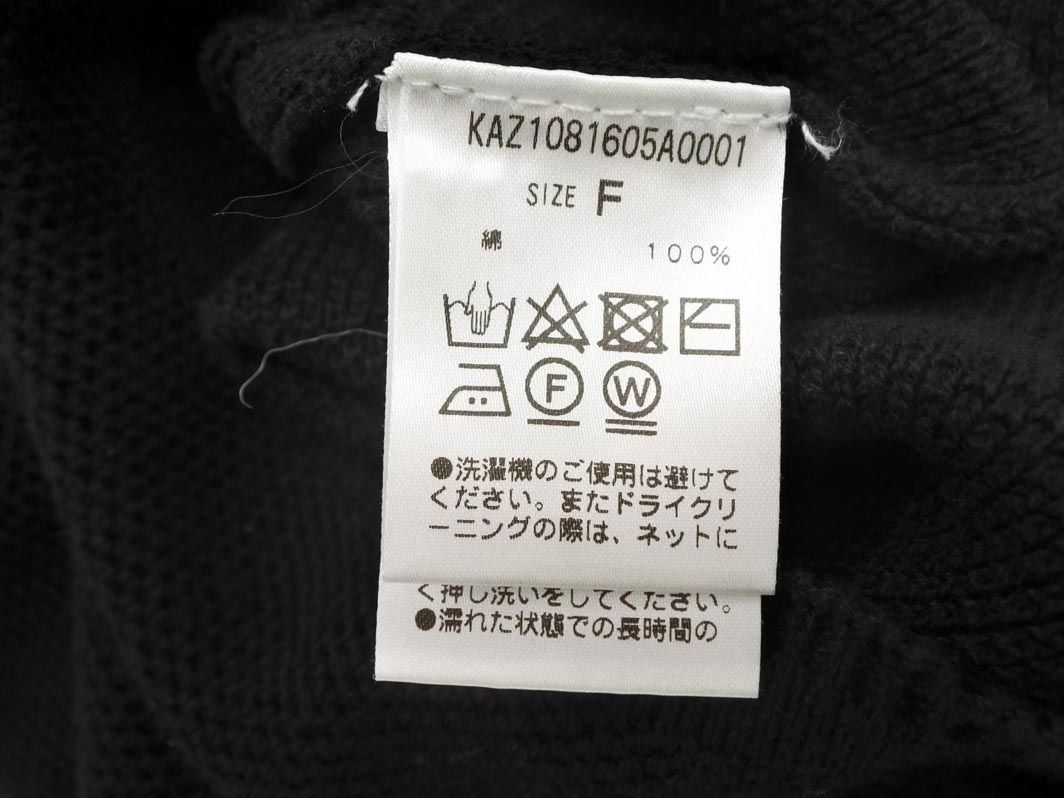 KAZ1081605A0001
SIZE F
綿 100%
F W
●洗濯機のご使用は避けて
ください。またドライクリ
ーニングの際は、ネットに
く押し洗いをしてください。
●濡れた状態での長時間の